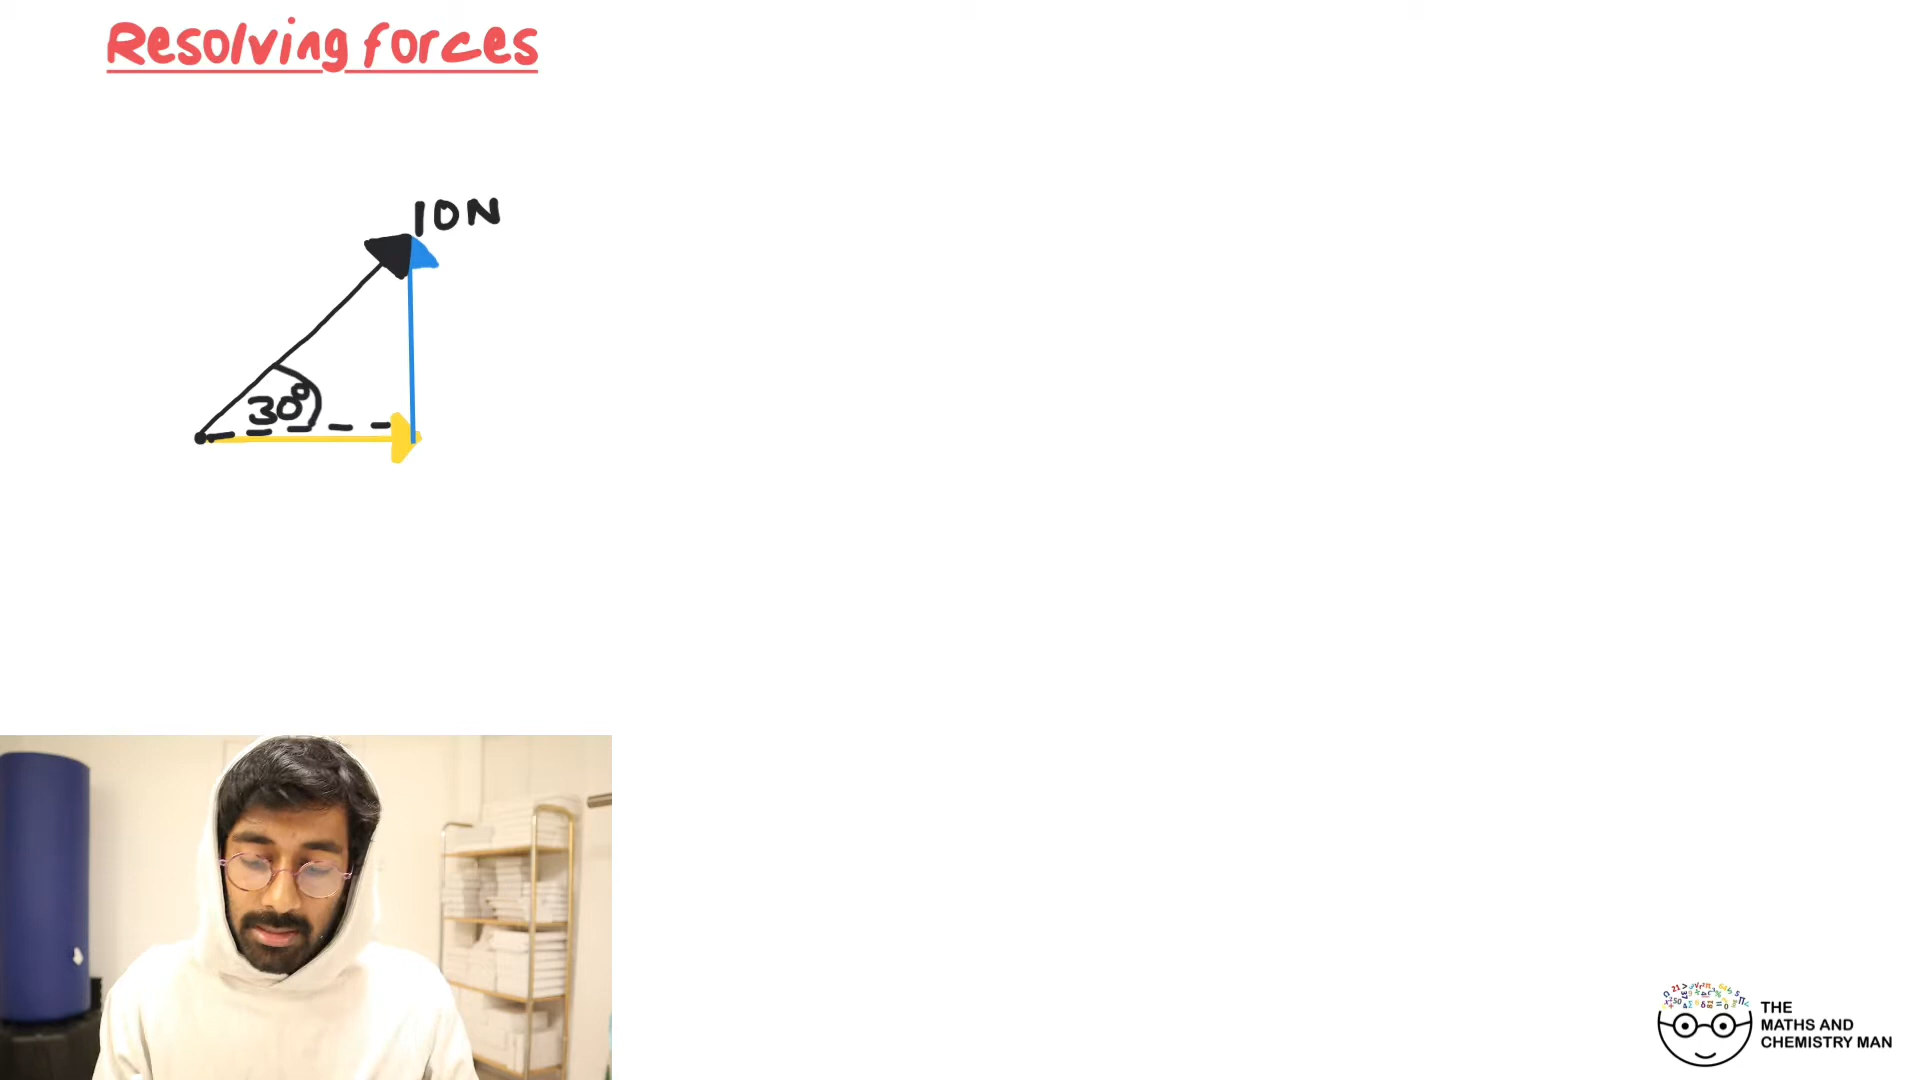 Resolving forces
10N
30°
THE
MATHS AND
CHEMISTRY MAN